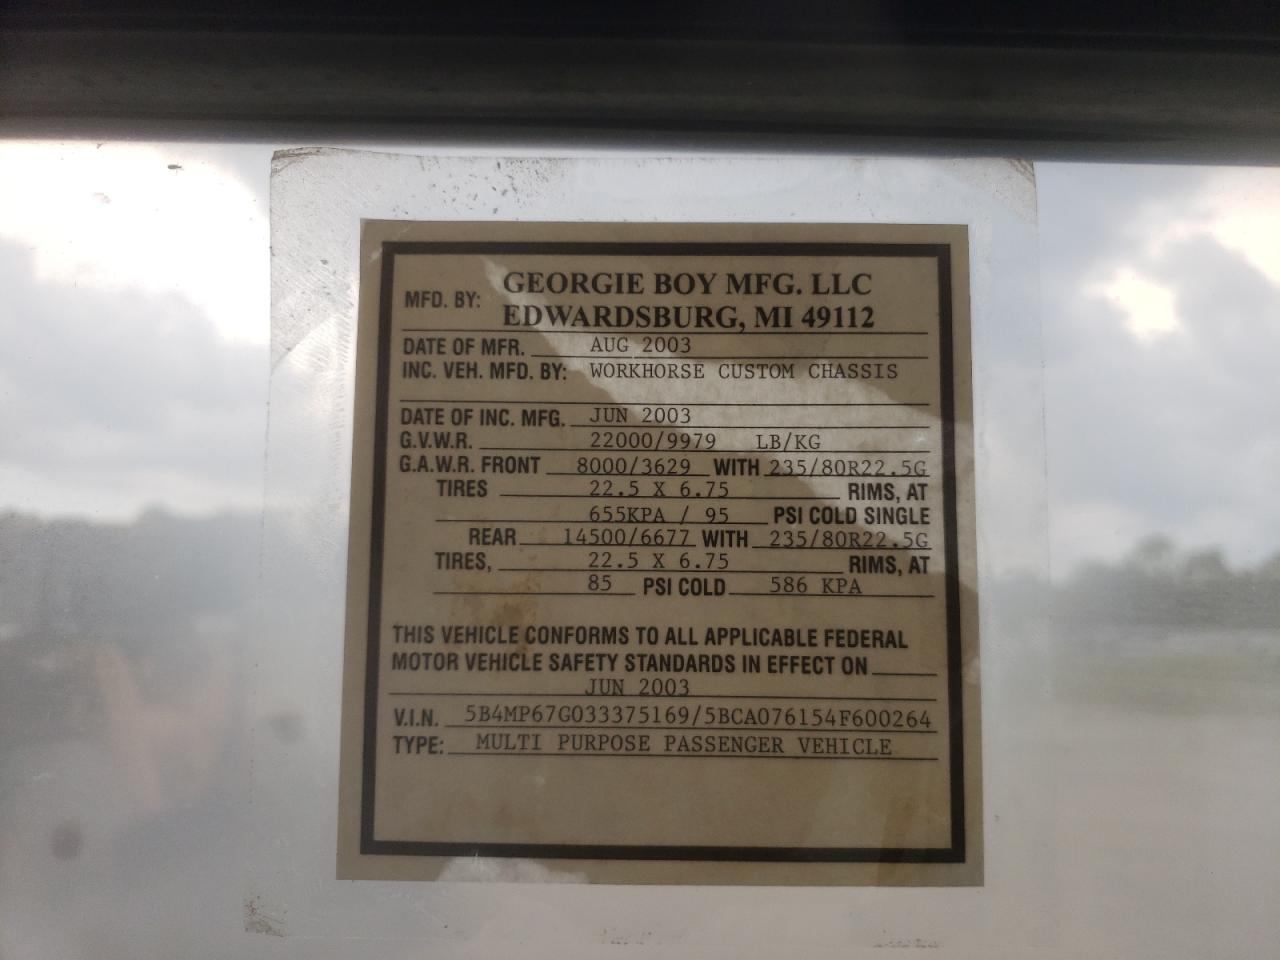 MFD. BY: GEORGIE BOY MFG. LLC
EDWARDSBURG, MI 49112
DATE OF MFR. AUG 2003
INC. VEH. MFD. BY: WORKHORSE CUSTOM CHASSIS
DATE OF INC. MFG. JUN 2003
G.V.W.R. 22000/9979 LB/KG
G.A.W.R. FRONT 8000/3629 WITH 235/80R22.5G
TIRES 22.5 X 6.75 RIMS, AT
655KPA / 95 PSI COLD SINGLE
REAR 14500/6677 WITH 235/80R22.5G
TIRES, 22.5 X 6.75 RIMS, AT
85 PSI COLD 586 KPA
THIS VEHICLE CONFORMS TO ALL APPLICABLE FEDERAL
MOTOR VEHICLE SAFETY STANDARDS IN EFFECT ON
JUN 2003
V.I.N. 5B4MP67G033375169/5BCA076154F600264
TYPE: MULTI PURPOSE PASSENGER VEHICLE